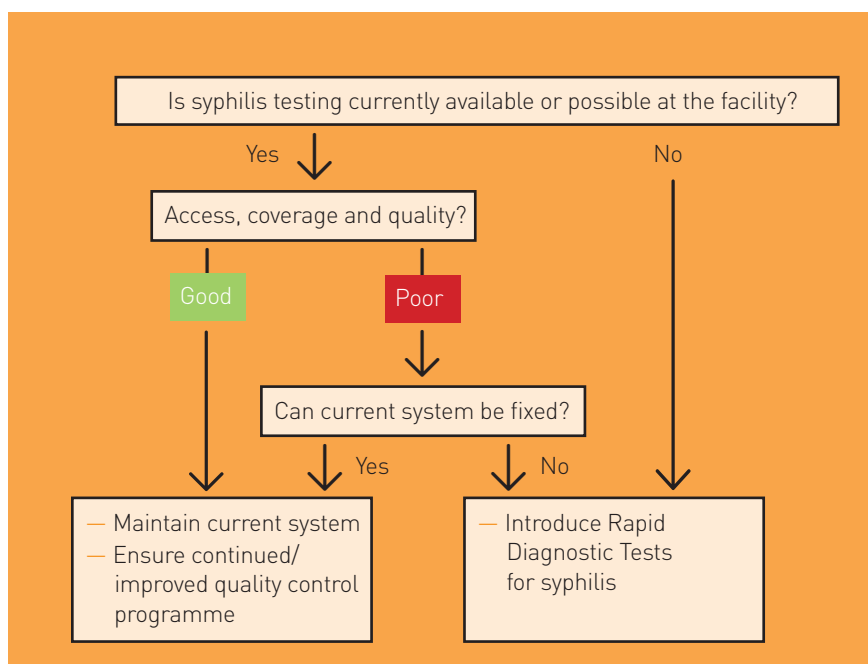 Is syphilis testing currently available or possible at the facility?
Yes
No
Access, coverage and quality?
Good
Poor
Can current system be fixed?
Yes
No
— Maintain current system
— Ensure continued/
improved quality control
programme
— Introduce Rapid
Diagnostic Tests
for syphilis